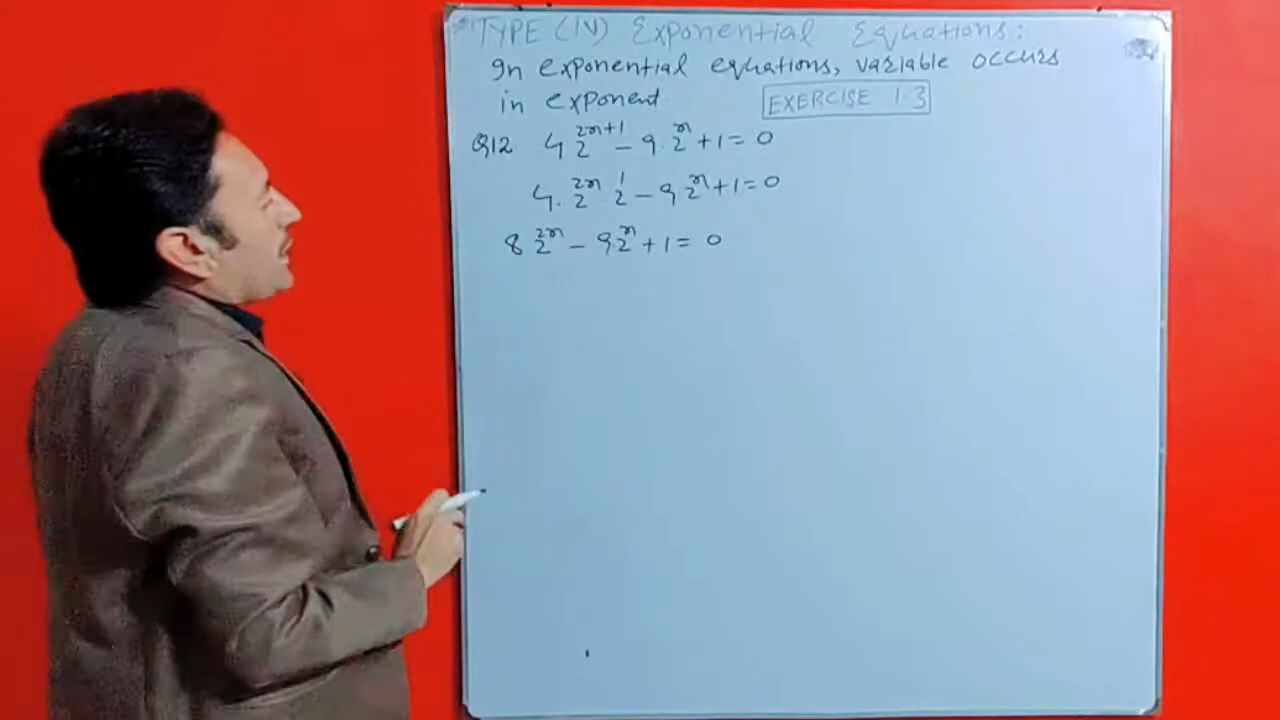 TYPE (IV) Exponential Equations:
In exponential equations, variable occurs
in exponent EXERCISE 1.3
Q12 4 2^{2x+1} - 9. 2^x + 1 = 0
4. 2^{2x} 2^1 - 9 2^x + 1 = 0
8 2^{2x} - 9 2^x + 1 = 0